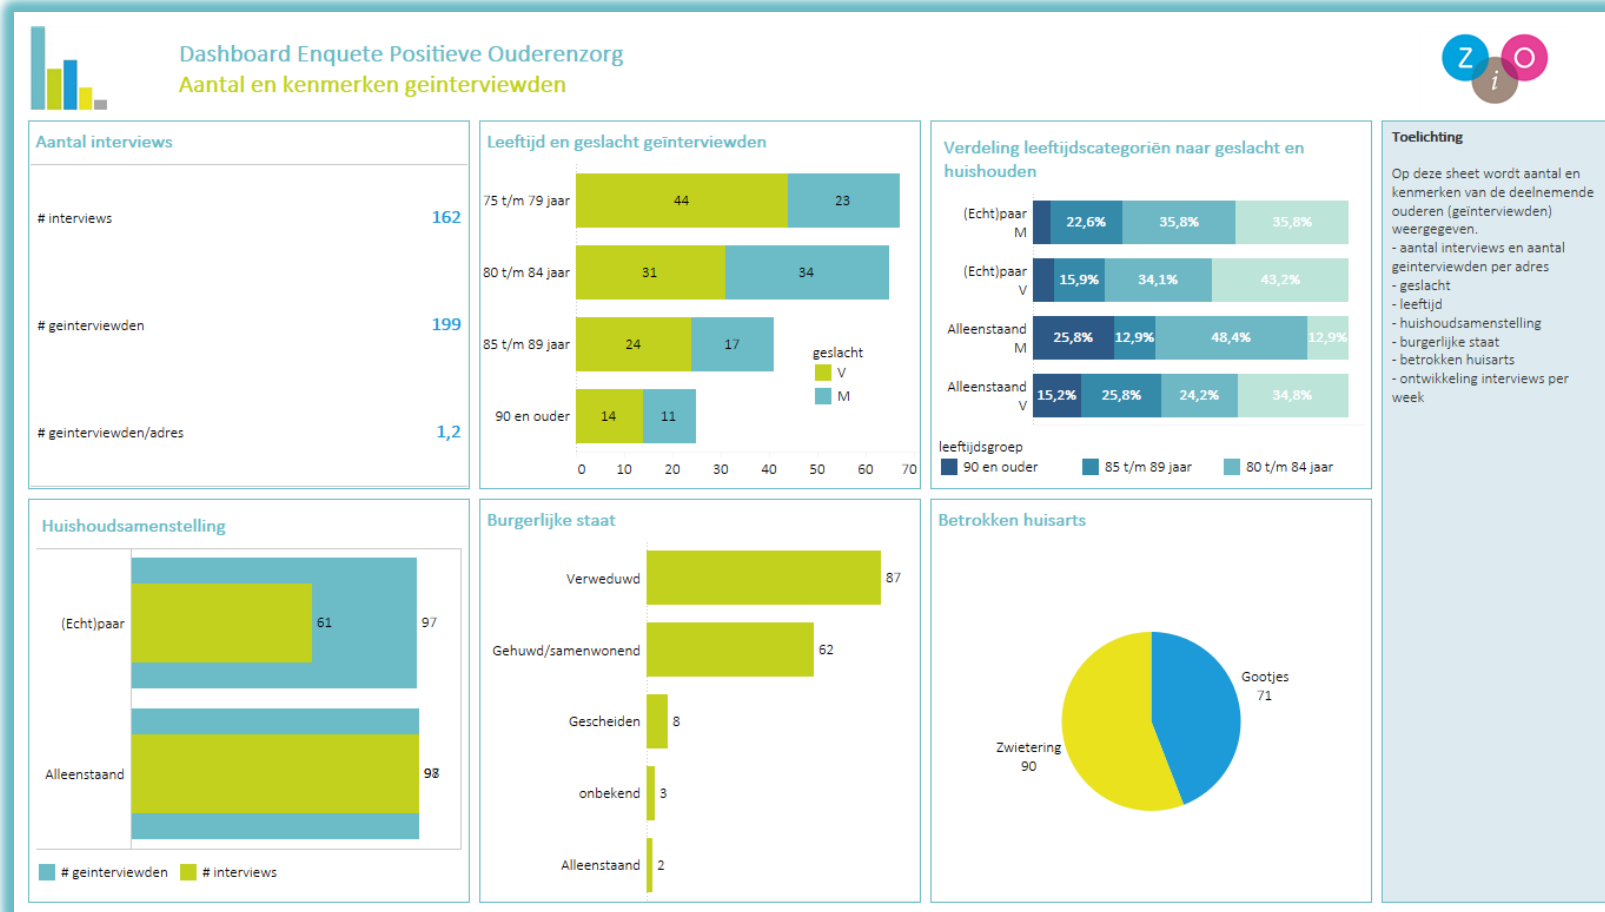 Dashboard Enquete Positieve Ouderenzorg
Aantal en kenmerken geinterviewden
Z
i
O
Aantal interviews
# interviews
162
# geinterviewden
199
# geinterviewden/adres
1,2
Leeftijd en geslacht geïnterviewden
75 t/m 79 jaar
44
23
80 t/m 84 jaar
31
34
85 t/m 89 jaar
24
17
90 en ouder
14
11
geslacht
V
M
0 10 20 30 40 50 60 70
Verdeling leeftijdscategoriën naar geslacht en
huishouden
(Echt)paar
M
22,6%
35,8%
35,8%
(Echt)paar
V
15,9%
34,1%
43,2%
Alleenstaand
M
25,8%
12,9%
48,4%
12,9%
Alleenstaand
V
15,2%
25,8%
24,2%
34,8%
leeftijdsgroep
90 en ouder
85 t/m 89 jaar
80 t/m 84 jaar
Toelichting
Op deze sheet wordt aantal en
kenmerken van de deelnemende
ouderen (geïnterviewden)
weergegeven.
- aantal interviews en aantal
geinterviewden per adres
- geslacht
- leeftijd
- huishoudsamenstelling
- burgerlijke staat
- betrokken huisarts
- ontwikkeling interviews per
week
Huishoudsamenstelling
(Echt)paar
61
97
Alleenstaand
# geinterviewden
# interviews
Burgerlijke staat
Verweduwd
87
Gehuwd/samenwonend
62
Gescheiden
8
onbekend
3
Alleenstaand
2
Betrokken huisarts
Gootjes
71
Zwietering
90